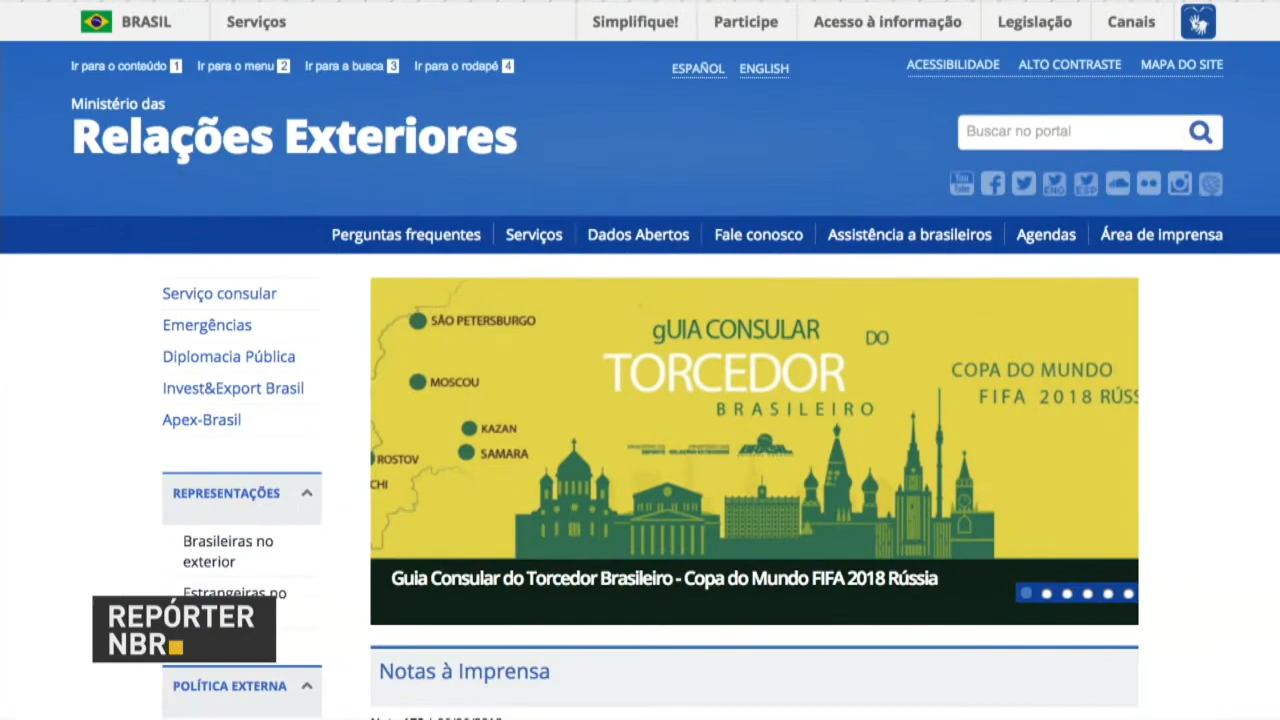 BRASIL
Serviços
Simplifique!
Participe
Acesso à informação
Legislação
Canais
Ir para o conteúdo 1
Ir para o menu 2
Ir para a busca 3
Ir para o rodapé 4
ESPAÑOL
ENGLISH
ACESSIBILIDADE
ALTO CONTRASTE
MAPA DO SITE
Ministério das
Relações Exteriores
Buscar no portal
You Tube
ENG
ESP
Perguntas frequentes
Serviços
Dados Abertos
Fale conosco
Assistência a brasileiros
Agendas
Área de imprensa
Serviço consular
Emergências
Diplomacia Pública
Invest&Export Brasil
Apex-Brasil
REPRESENTAÇÕES
Brasileiras no
exterior
Estrangeiras no
POLÍTICA EXTERNA
SÃO PETERSBURGO
MOSCOU
KAZAN
SAMARA
ROSTOV
CHI
gUIA CONSULAR DO
TORCEDOR
BRASILEIRO
COPA DO MUNDO
FIFA 2018 RÚSS
Guia Consular do Torcedor Brasileiro - Copa do Mundo FIFA 2018 Rússia
REPÓRTER
NBR
Notas à Imprensa